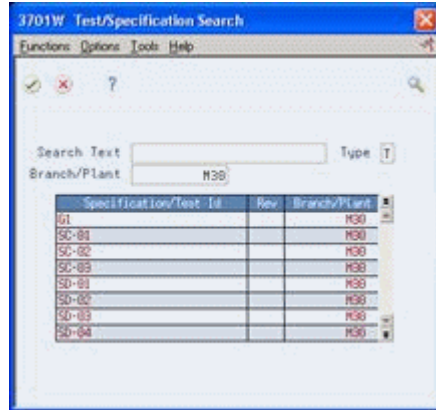 3701W Test/Specification Search
Functions Options Tools Help
?
Search Text Type T
Branch/Plant M30
Specification/Test Id Rev Branch/Plant
G1 M30
SC-01 M30
SC-02 M30
SC-03 M30
SD-01 M30
SD-02 M30
SD-03 M30
SD-04 M30